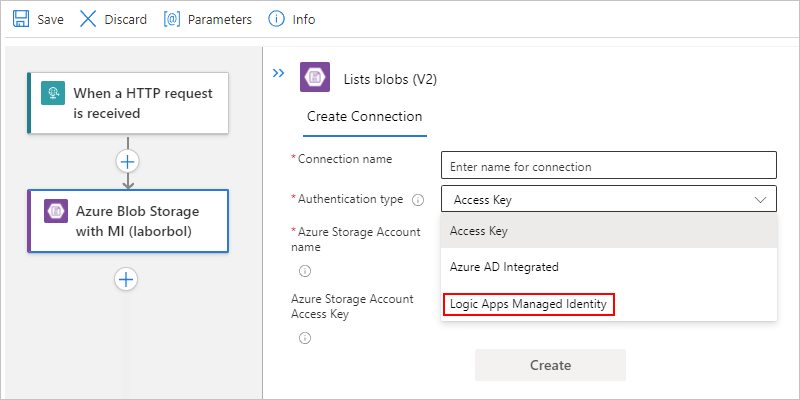 Save
Discard
[@] Parameters
Info
When a HTTP request
is received
Azure Blob Storage
with MI (laborbol)
Lists blobs (V2)
Create Connection
*Connection name
Enter name for connection
*Authentication type
Access Key
*Azure Storage Account
name
Access Key
Azure AD Integrated
Logic Apps Managed Identity
Azure Storage Account
Access Key
Create